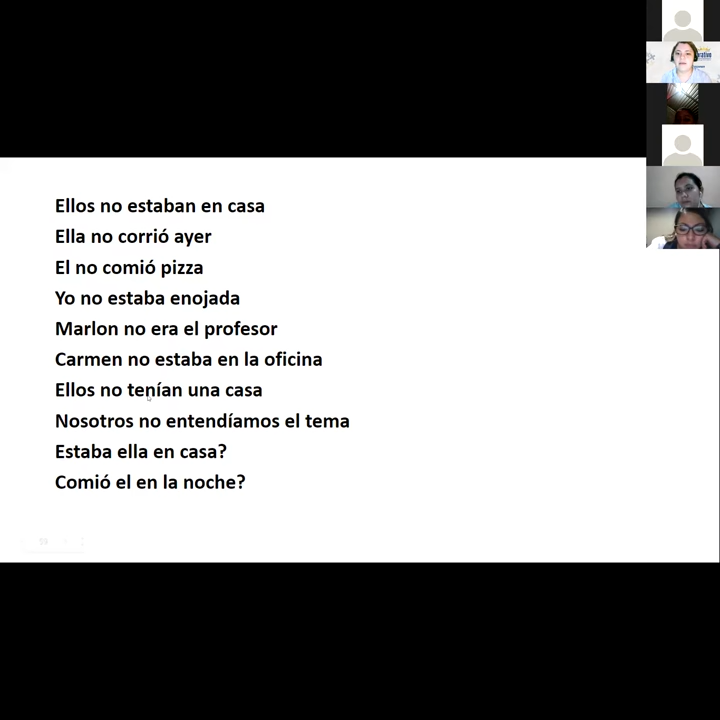 Ellos no estaban en casa
Ella no corrió ayer
El no comió pizza
Yo no estaba enojada
Marlon no era el profesor
Carmen no estaba en la oficina
Ellos no tenían una casa
Nosotros no entendíamos el tema
Estaba ella en casa?
Comió el en la noche?